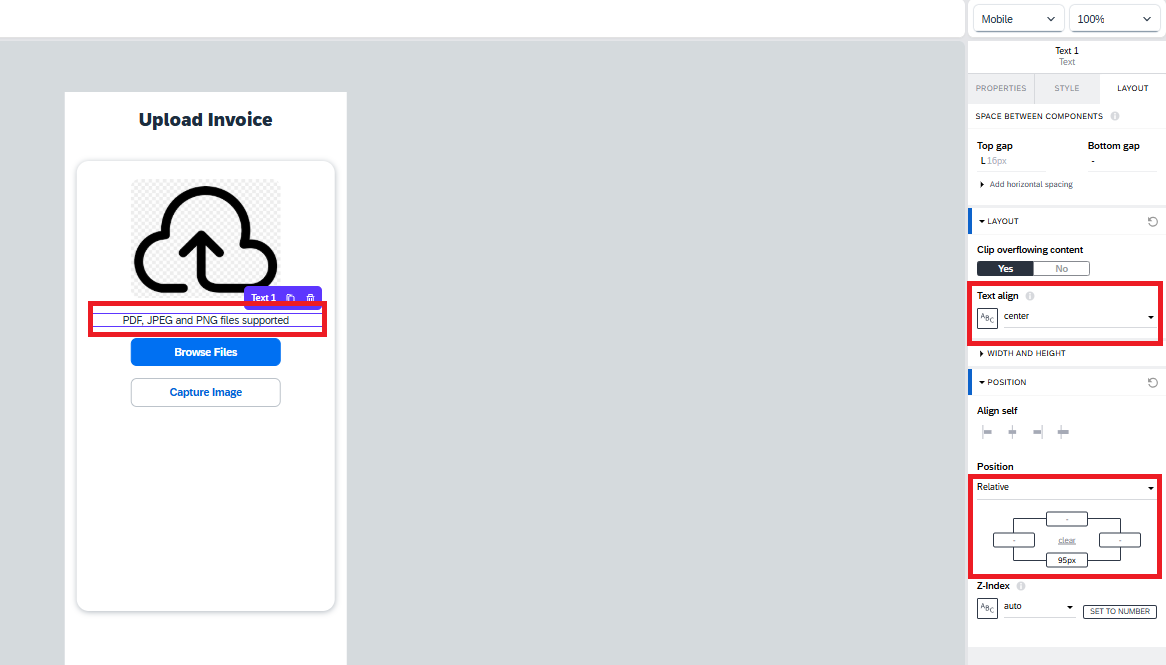 Mobile
100%
Text 1
Text
PROPERTIES
STYLE
LAYOUT
SPACE BETWEEN COMPONENTS
Top gap
Bottom gap
L 16px
-
Add horizontal spacing
LAYOUT
Clip overflowing content
Yes
No
Text align
ABC
center
WIDTH AND HEIGHT
POSITION
Align self
Position
Relative
-
-
clear
-
95px
Z-Index
ABC
auto
SET TO NUMBER
Upload Invoice
Text 1
PDF, JPEG and PNG files supported
Browse Files
Capture Image